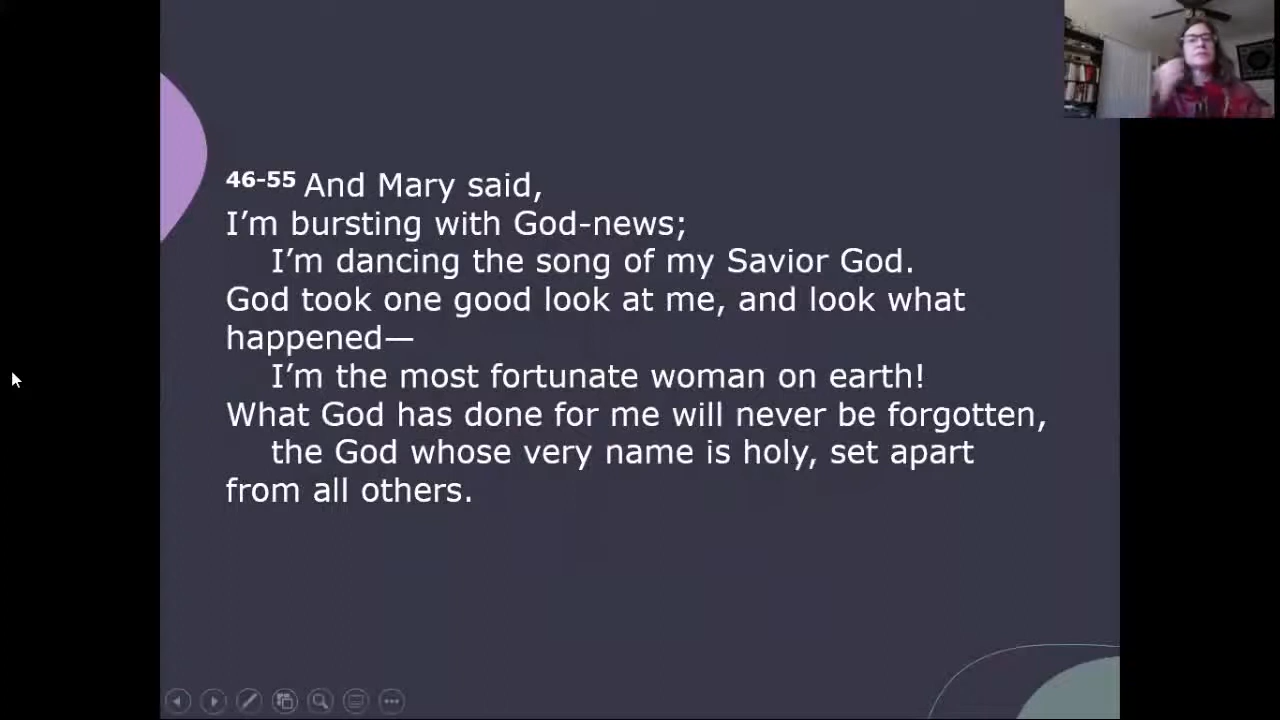 46-55 And Mary said,
I’m bursting with God-news;
I’m dancing the song of my Savior God.
God took one good look at me, and look what
happened—
I’m the most fortunate woman on earth!
What God has done for me will never be forgotten,
the God whose very name is holy, set apart
from all others.